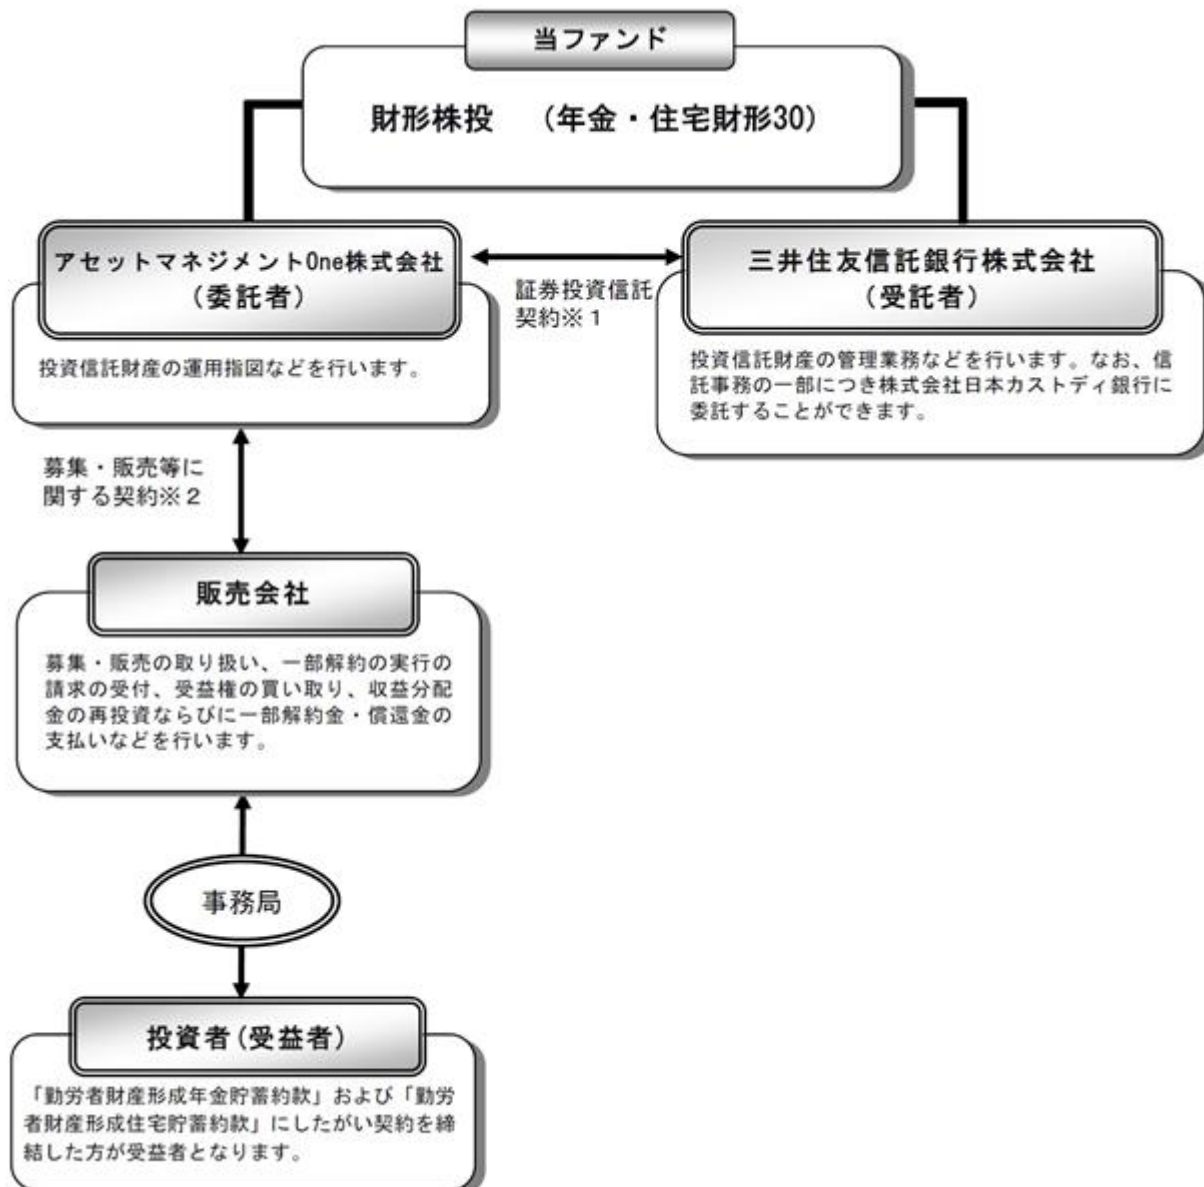 当ファンド
財形株投　（年金・住宅財形30）
アセットマネジメントOne株式会社
（委託者）
投資信託財産の運用指図などを行います。
証券投資信託
契約※１
三井住友信託銀行株式会社
（受託者）
投資信託財産の管理業務などを行います。なお、信
託事務の一部につき株式会社日本カストディ銀行に
委託することができます。
募集・販売等に
関する契約※２
販売会社
募集・販売の取り扱い、一部解約の実行の
請求の受付、受益権の買い取り、収益分配
金の再投資ならびに一部解約金・償還金の
支払いなどを行います。
事務局
投資者（受益者）
「勤労者財産形成年金貯蓄約款」および「勤労
者財産形成住宅貯蓄約款」にしたがい契約を締
結した方が受益者となります。